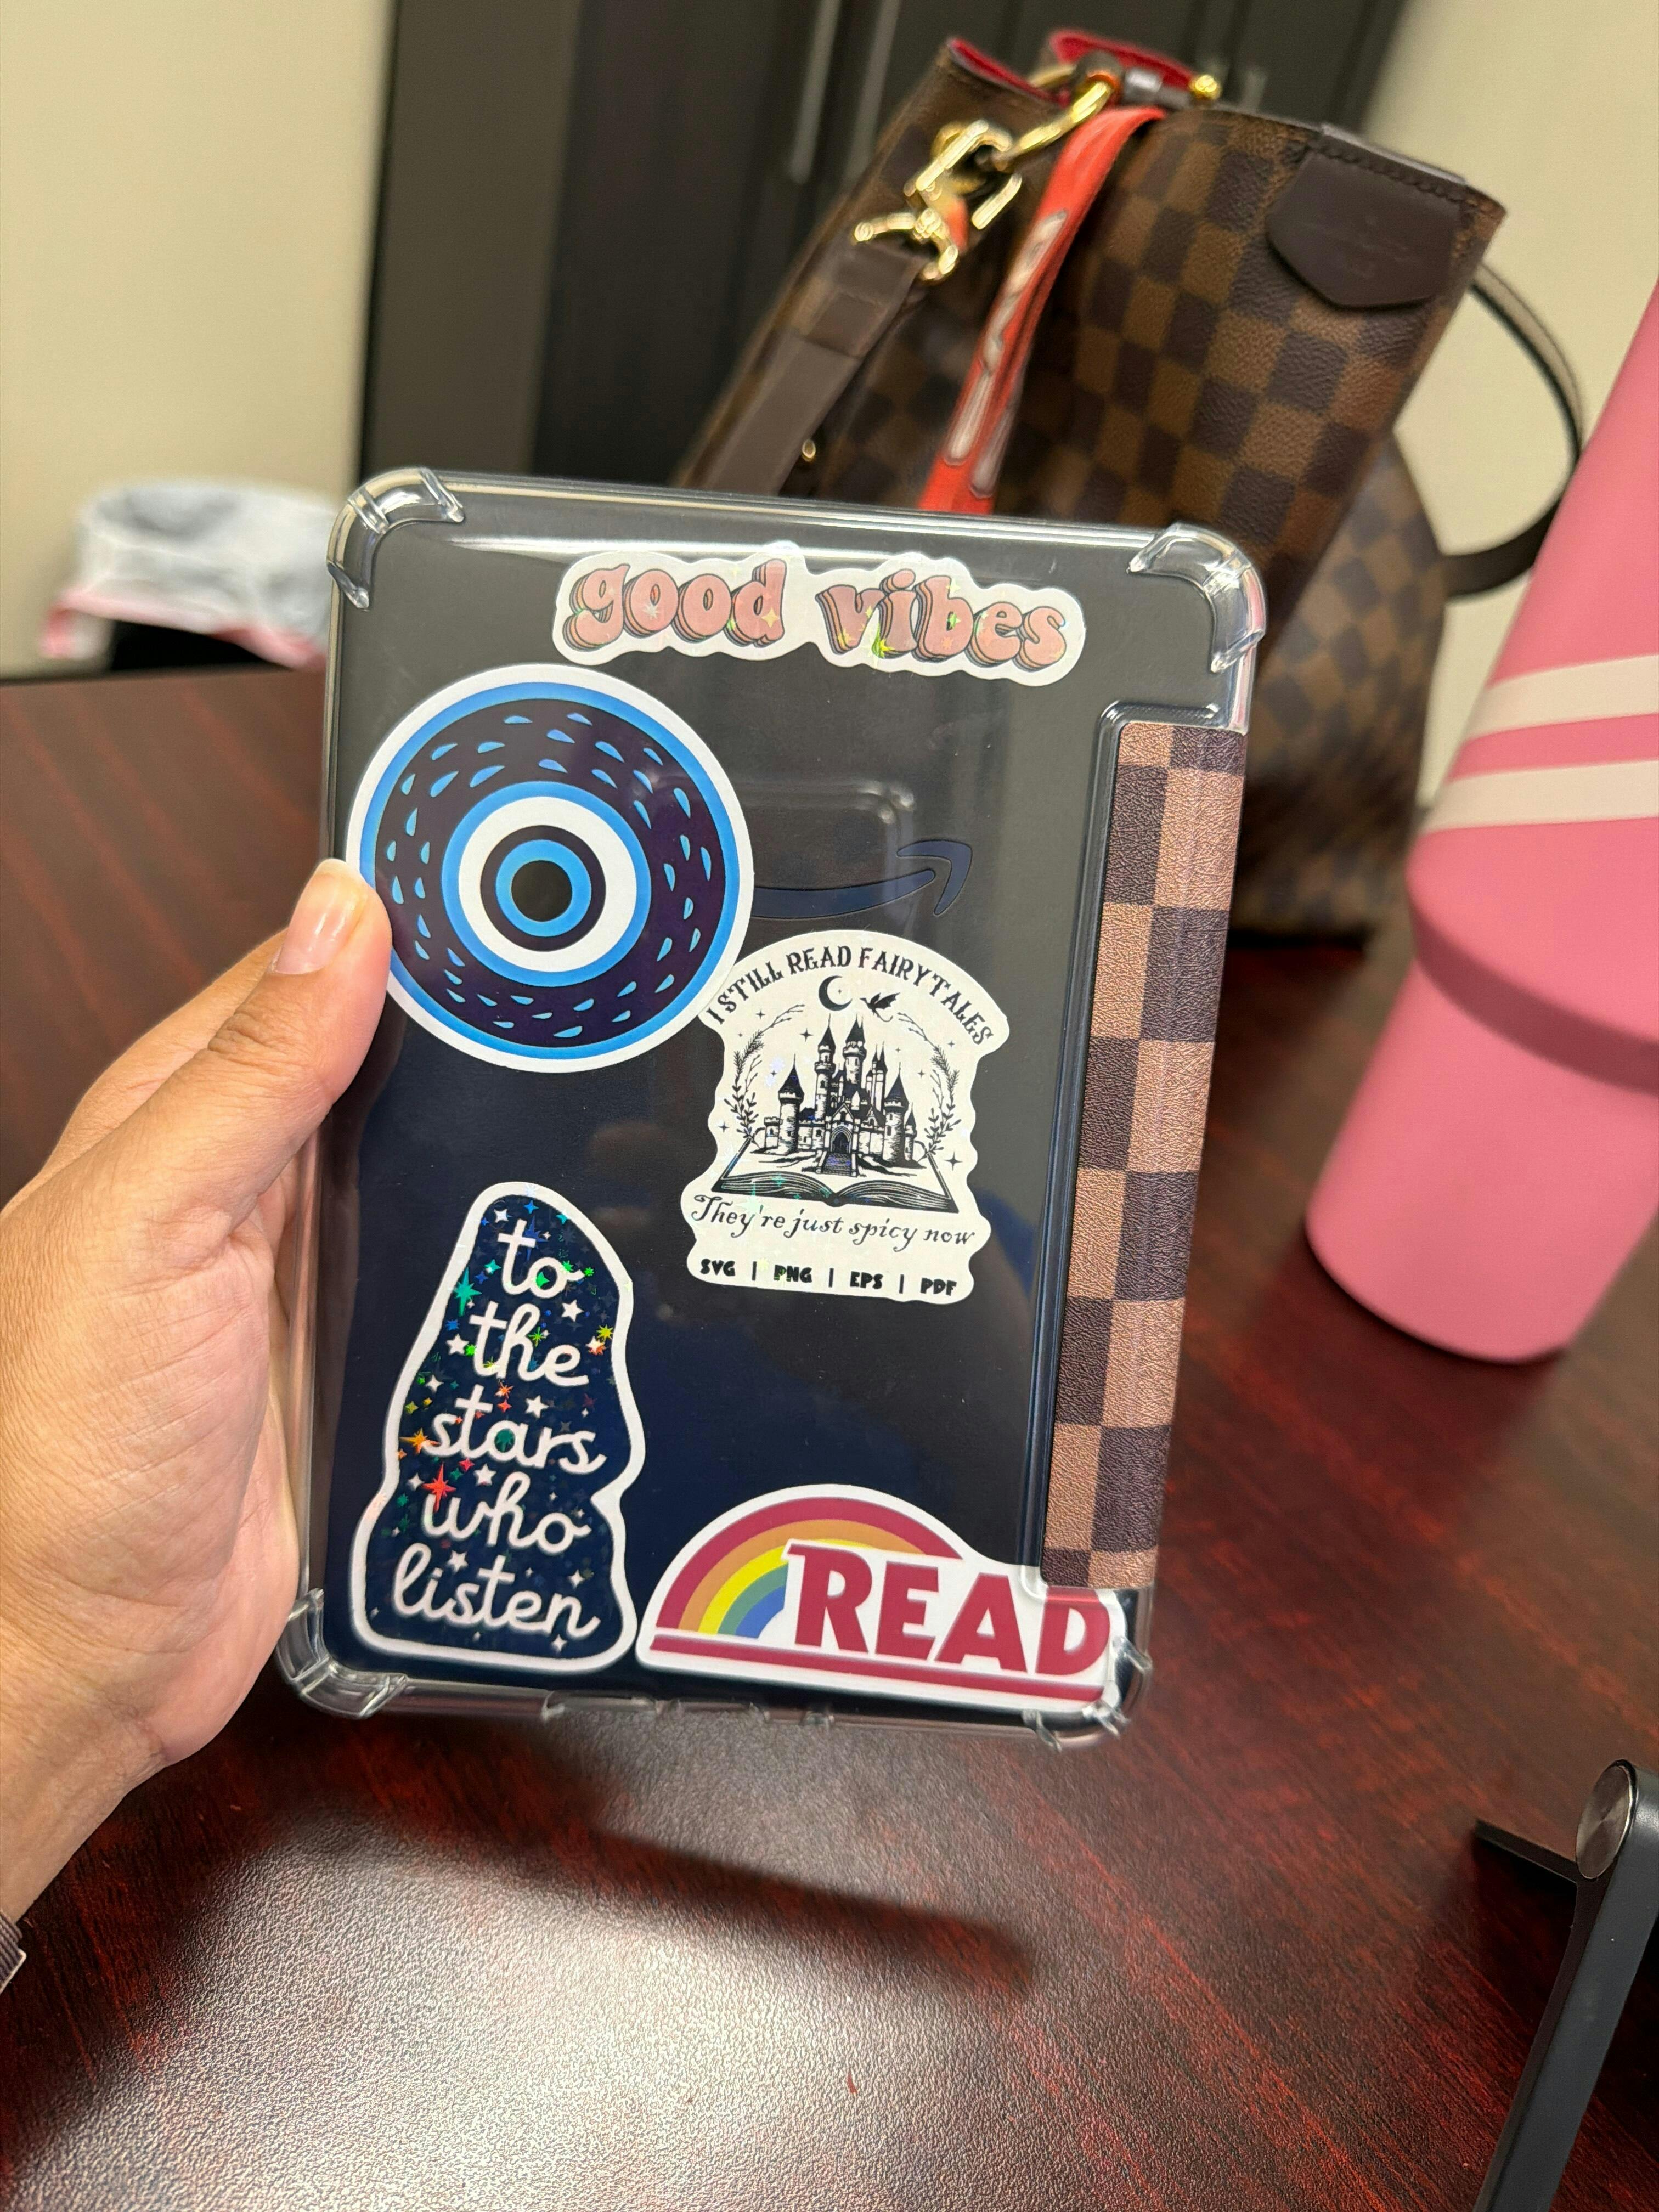 good vibes
I STILL READ FAIRYTALES
They're just spicy now
SVG | PNG | EPS | PDF
to
the
stars
who
listen
READ